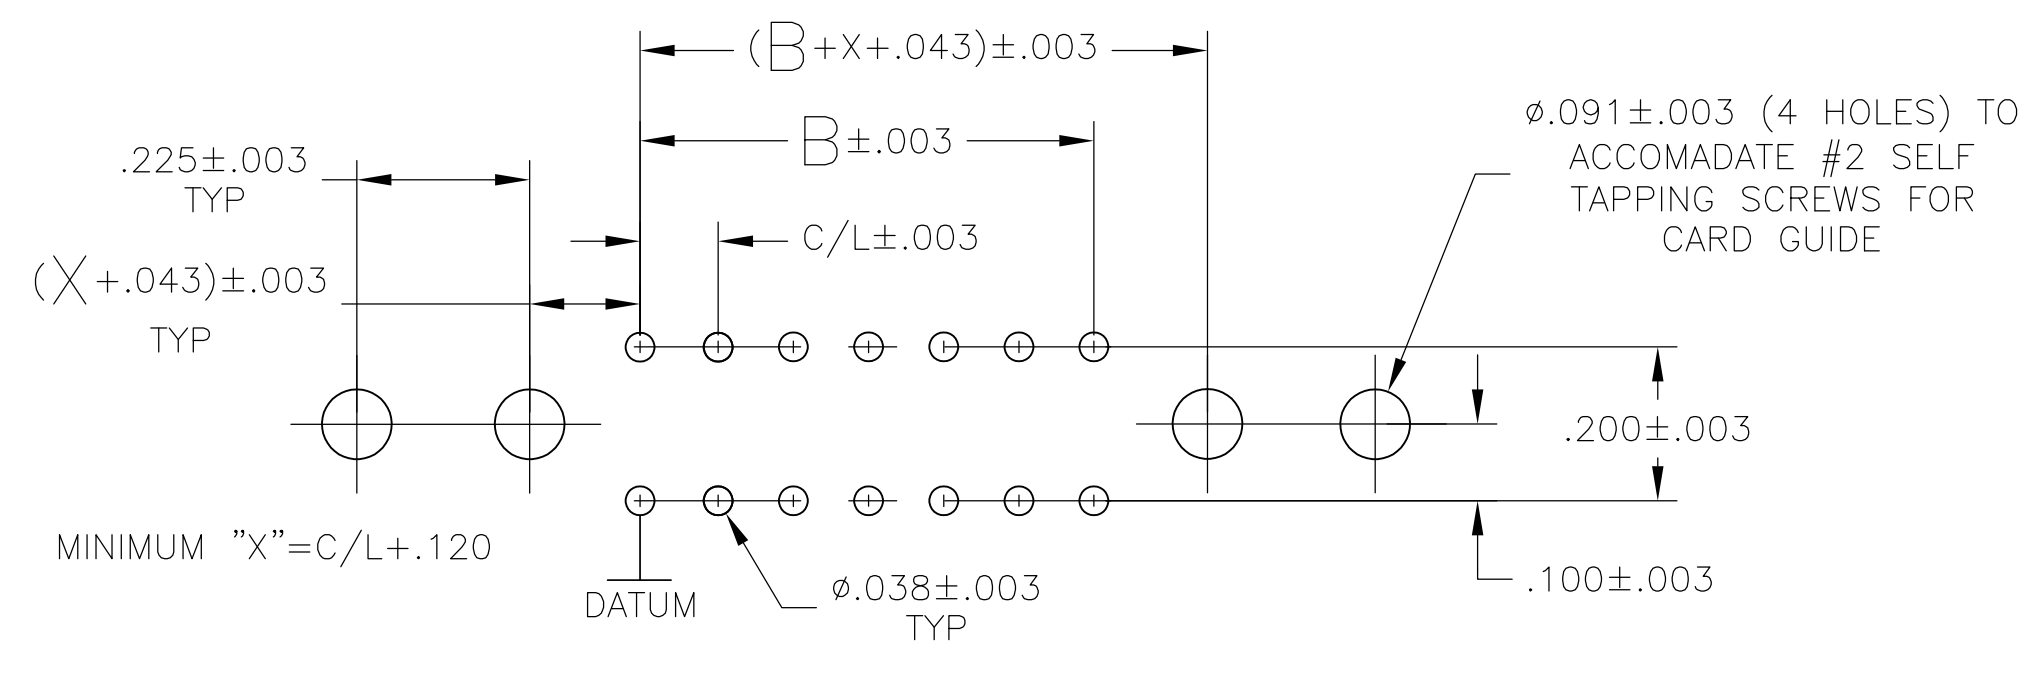 (B+X+.043)±.003
B±.003
.225±.003
TYP
C/L±.003
(X+.043)±.003
TYP
ø.091±.003 (4 HOLES) TO
ACCOMADATE #2 SELF
TAPPING SCREWS FOR
CARD GUIDE
.200±.003
MINIMUM "X"=C/L+.120
DATUM
ø.038±.003
TYP
.100±.003